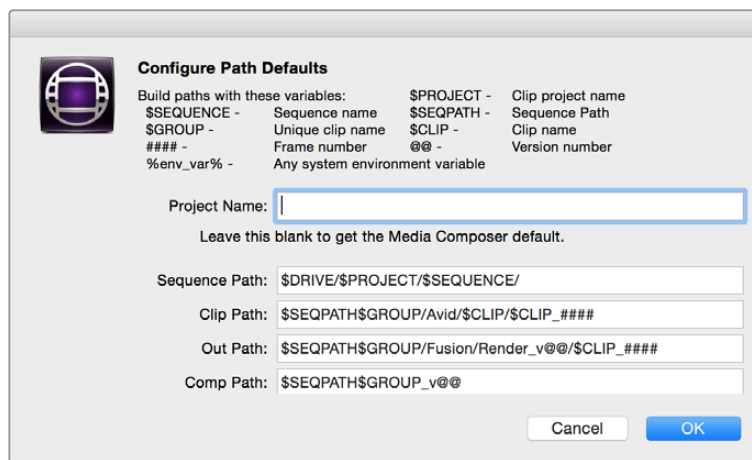 Configure Path Defaults
Build paths with these variables: $PROJECT - Clip project name
$SEQUENCE - Sequence name $SEQPATH - Sequence Path
$GROUP - Unique clip name $CLIP - Clip name
#### - Frame number @@ - Version number
%env_var% - Any system environment variable
Project Name:
Leave this blank to get the Media Composer default.
Sequence Path: $DRIVE/$PROJECT/$SEQUENCE/
Clip Path: $SEQPATH$GROUP/Avid/$CLIP/$CLIP_####
Out Path: $SEQPATH$GROUP/Fusion/Render_v@@/$CLIP_####
Comp Path: $SEQPATH$GROUP_v@@
Cancel OK